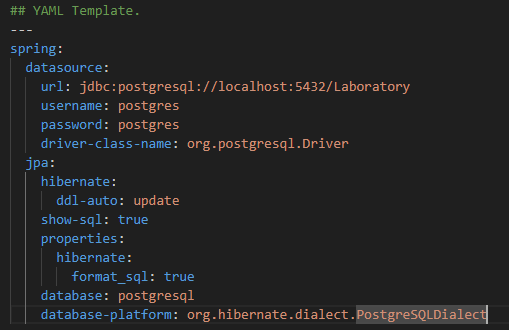 ## YAML Template.
---
spring:
  datasource:
    url: jdbc:postgresql://localhost:5432/Laboratory
    username: postgres
    password: postgres
    driver-class-name: org.postgresql.Driver
  jpa:
    hibernate:
      ddl-auto: update
    show-sql: true
    properties:
      hibernate:
        format_sql: true
    database: postgresql
    database-platform: org.hibernate.dialect.PostgreSQLDialect